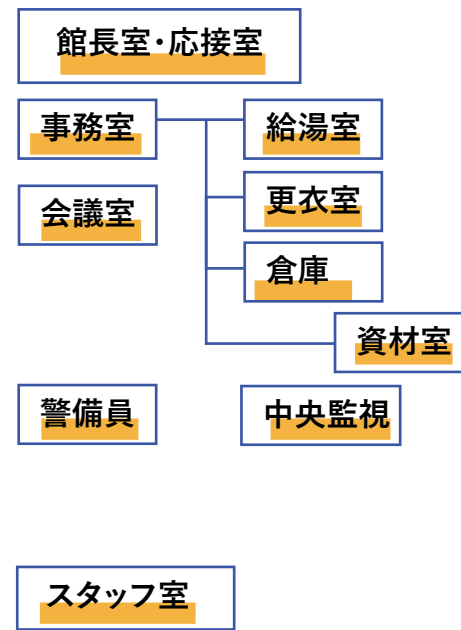 館長室・応接室
事務室
給湯室
会議室
更衣室
倉庫
資材室
警備員
中央監視
スタッフ室